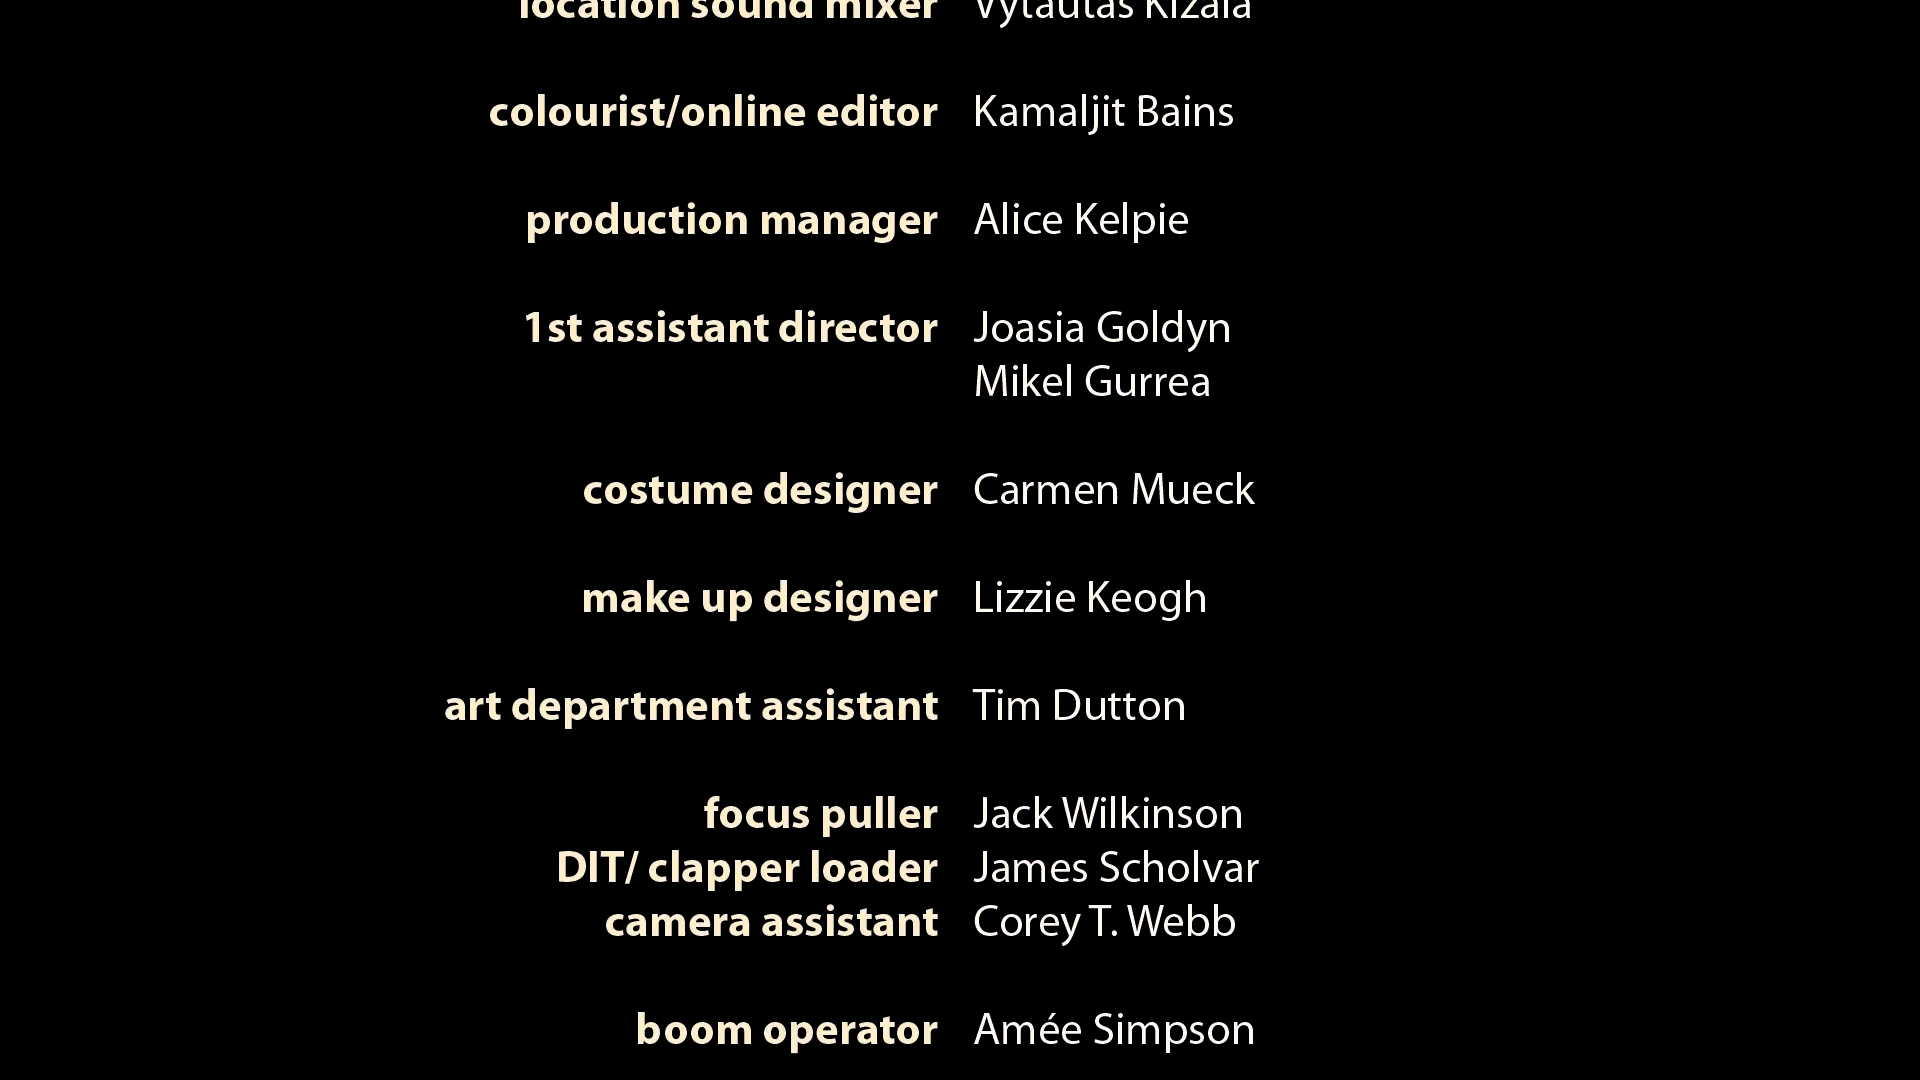 location sound mixer Vytautas Kizala
colourist/online editor Kamaljit Bains
production manager Alice Kelpie
1st assistant director Joasia Goldyn
Mikel Gurrea
costume designer Carmen Mueck
make up designer Lizzie Keogh
art department assistant Tim Dutton
focus puller Jack Wilkinson
DIT/ clapper loader James Scholvar
camera assistant Corey T. Webb
boom operator Amée Simpson